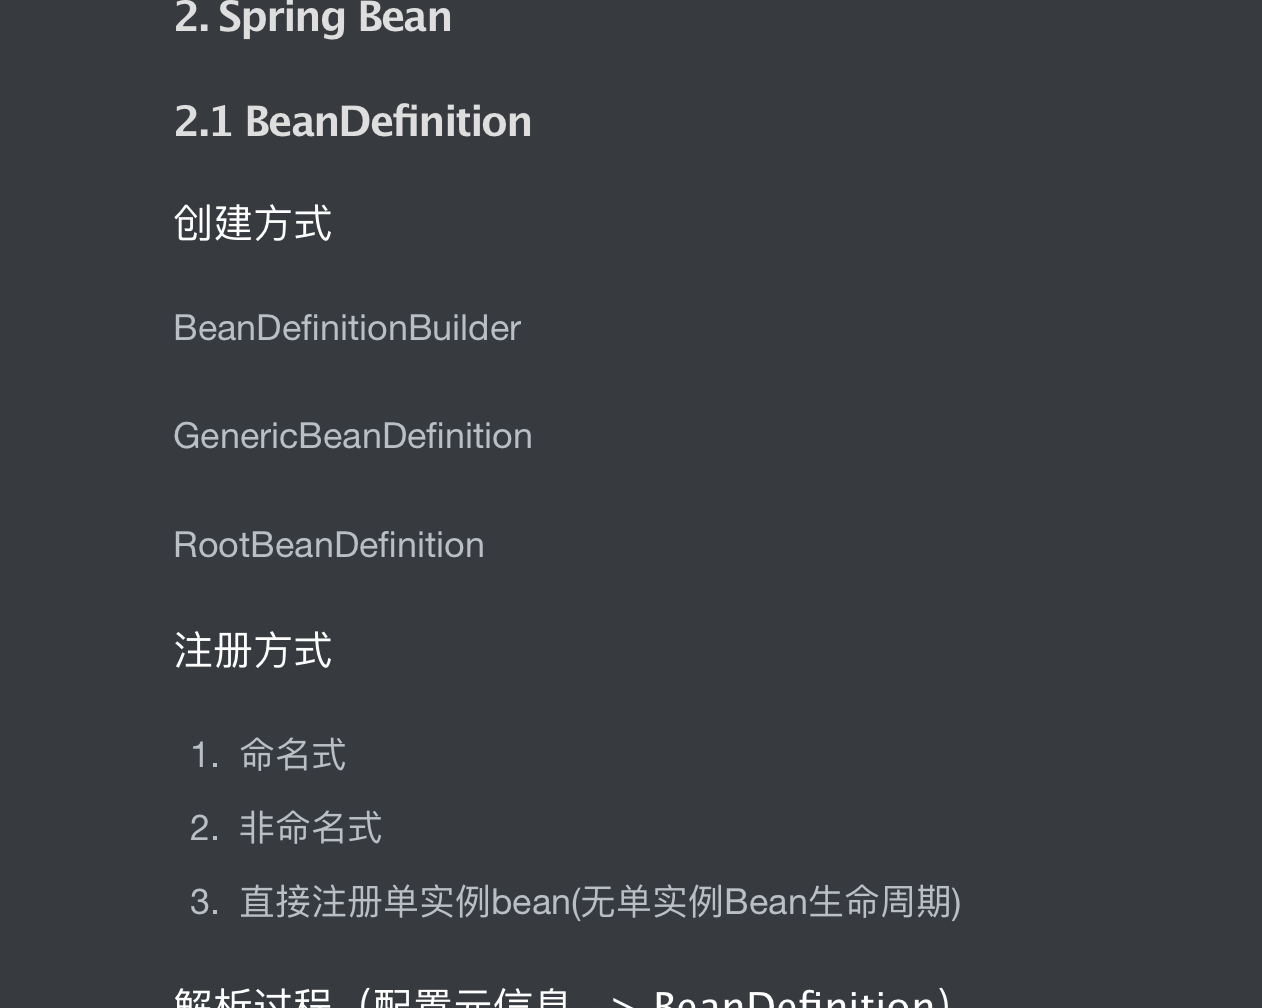 2. Spring Bean
2.1 BeanDefinition
创建方式
BeanDefinitionBuilder
GenericBeanDefinition
RootBeanDefinition
注册方式
1. 命名式
2. 非命名式
3. 直接注册单实例bean(无单实例Bean生命周期)
解析过程（配置元信息 -> BeanDefinition）